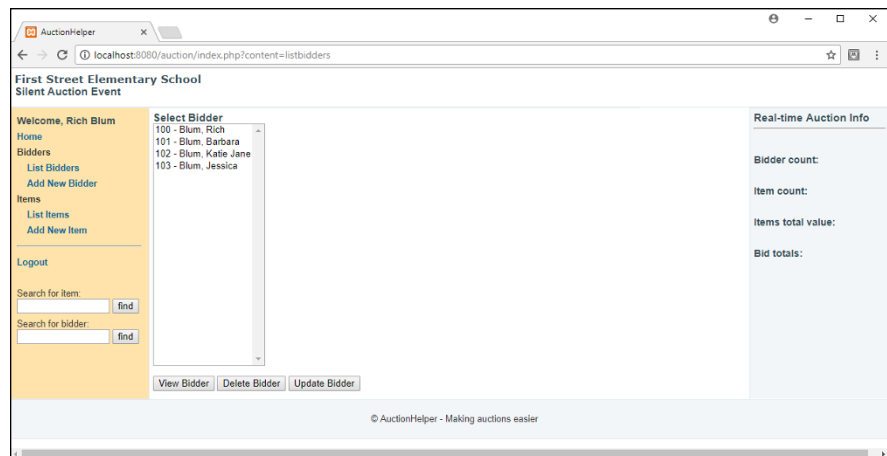 AuctionHelper
localhost:8080/auction/index.php?content=listbidders
First Street Elementary School
Silent Auction Event
Welcome, Rich Blum
Home
Bidders
List Bidders
Add New Bidder
Items
List Items
Add New Item
Logout
Search for item:
find
Search for bidder:
find
Select Bidder
100 - Blum, Rich
101 - Blum, Barbara
102 - Blum, Katie Jane
103 - Blum, Jessica
View Bidder Delete Bidder Update Bidder
Real-time Auction Info
Bidder count:
Item count:
Items total value:
Bid totals:
© AuctionHelper - Making auctions easier